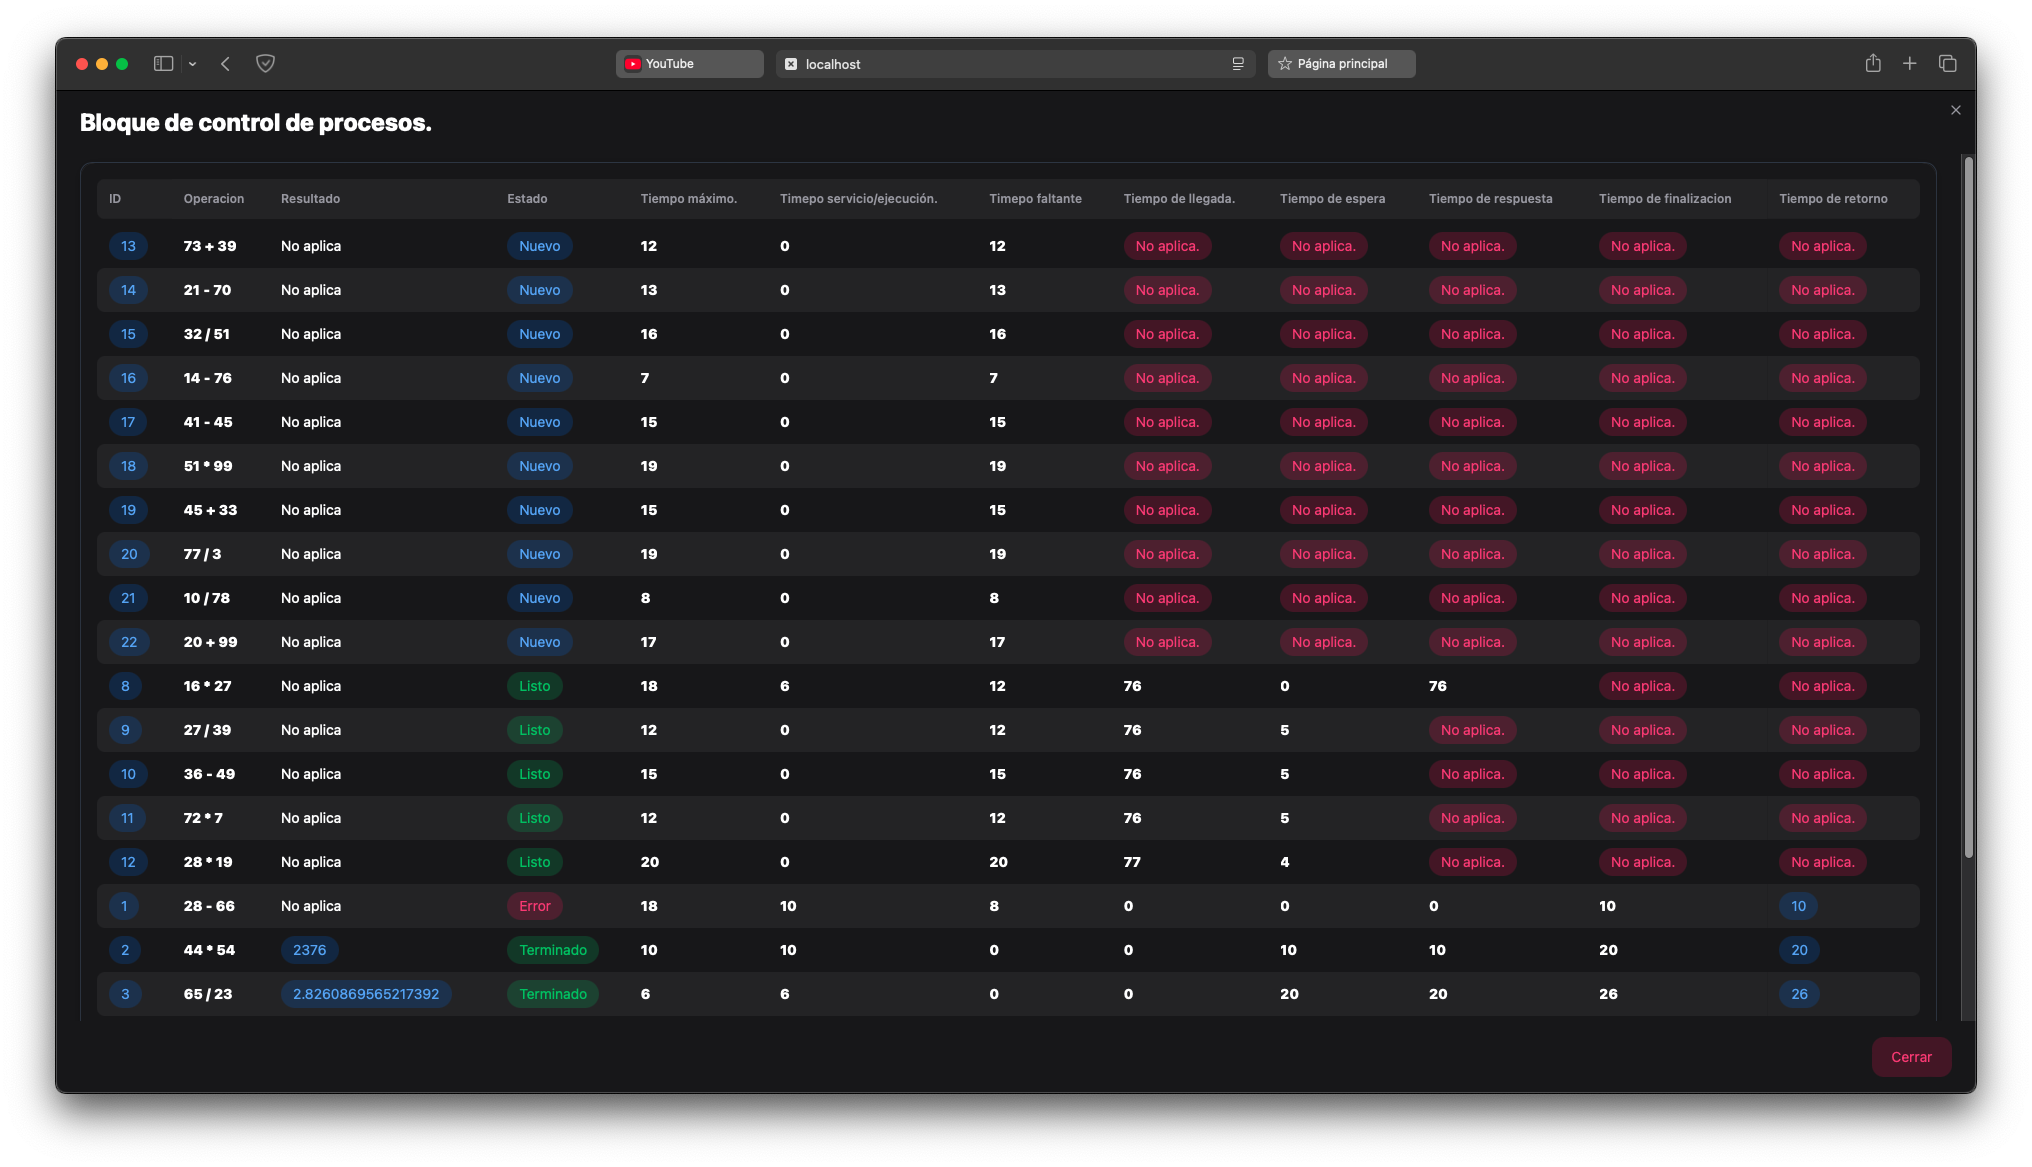 YouTube localhost Página principal
Bloque de control de procesos.
ID Operacion Resultado Estado Tiempo máximo. Timepo servicio/ejecución. Timepo faltante Tiempo de llegada. Tiempo de espera Tiempo de respuesta Tiempo de finalizacion Tiempo de retorno
13 73 + 39 No aplica Nuevo 12 0 12 No aplica. No aplica. No aplica. No aplica. No aplica.
14 21 - 70 No aplica Nuevo 13 0 13 No aplica. No aplica. No aplica. No aplica. No aplica.
15 32 / 51 No aplica Nuevo 16 0 16 No aplica. No aplica. No aplica. No aplica. No aplica.
16 14 - 76 No aplica Nuevo 7 0 7 No aplica. No aplica. No aplica. No aplica. No aplica.
17 41 - 45 No aplica Nuevo 15 0 15 No aplica. No aplica. No aplica. No aplica. No aplica.
18 51 * 99 No aplica Nuevo 19 0 19 No aplica. No aplica. No aplica. No aplica. No aplica.
19 45 + 33 No aplica Nuevo 15 0 15 No aplica. No aplica. No aplica. No aplica. No aplica.
20 77 / 3 No aplica Nuevo 19 0 19 No aplica. No aplica. No aplica. No aplica. No aplica.
21 10 / 78 No aplica Nuevo 8 0 8 No aplica. No aplica. No aplica. No aplica. No aplica.
22 20 + 99 No aplica Nuevo 17 0 17 No aplica. No aplica. No aplica. No aplica. No aplica.
8 16 * 27 No aplica Listo 18 6 12 76 0 76 No aplica. No aplica.
9 27 / 39 No aplica Listo 12 0 12 76 5 No aplica. No aplica. No aplica.
10 36 - 49 No aplica Listo 15 0 15 76 5 No aplica. No aplica. No aplica.
11 72 * 7 No aplica Listo 12 0 12 76 5 No aplica. No aplica. No aplica.
12 28 * 19 No aplica Listo 20 0 20 77 4 No aplica. No aplica. No aplica.
1 28 - 66 No aplica Error 18 10 8 0 0 0 10 10
2 44 * 54 2376 Terminado 10 10 0 0 10 10 20 20
3 65 / 23 2.8260869565217392 Terminado 6 6 0 0 20 20 26 26
Cerrar